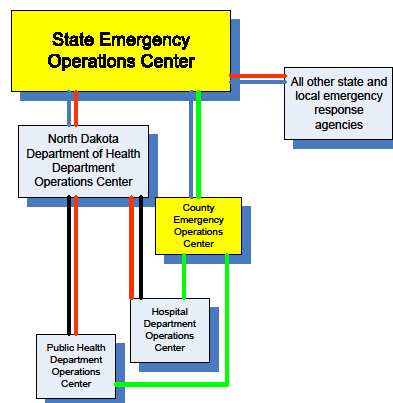 State Emergency
Operations Center
All other state and
local emergency
response
agencies
North Dakota
Department of Health
Department
Operations Center
County
Emergency
Operations
Center
Hospital
Department
Operations
Center
Public Health
Department
Operations
Center